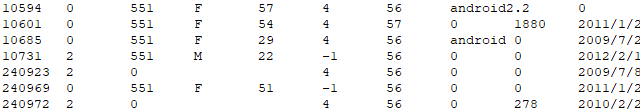 10594 0 551 F 57 4 56 android2.2 0
10601 0 551 F 54 4 57 0 1880 2011/1/2
10685 0 551 F 29 4 56 android 0 2009/7/2
10731 2 551 M 22 -1 56 0 0 2012/2/1
240923 2 0 4 56 0 0 2009/7/8
240969 0 551 F 51 -1 56 0 0 2011/1/2
240972 2 0 4 56 0 278 2010/2/2